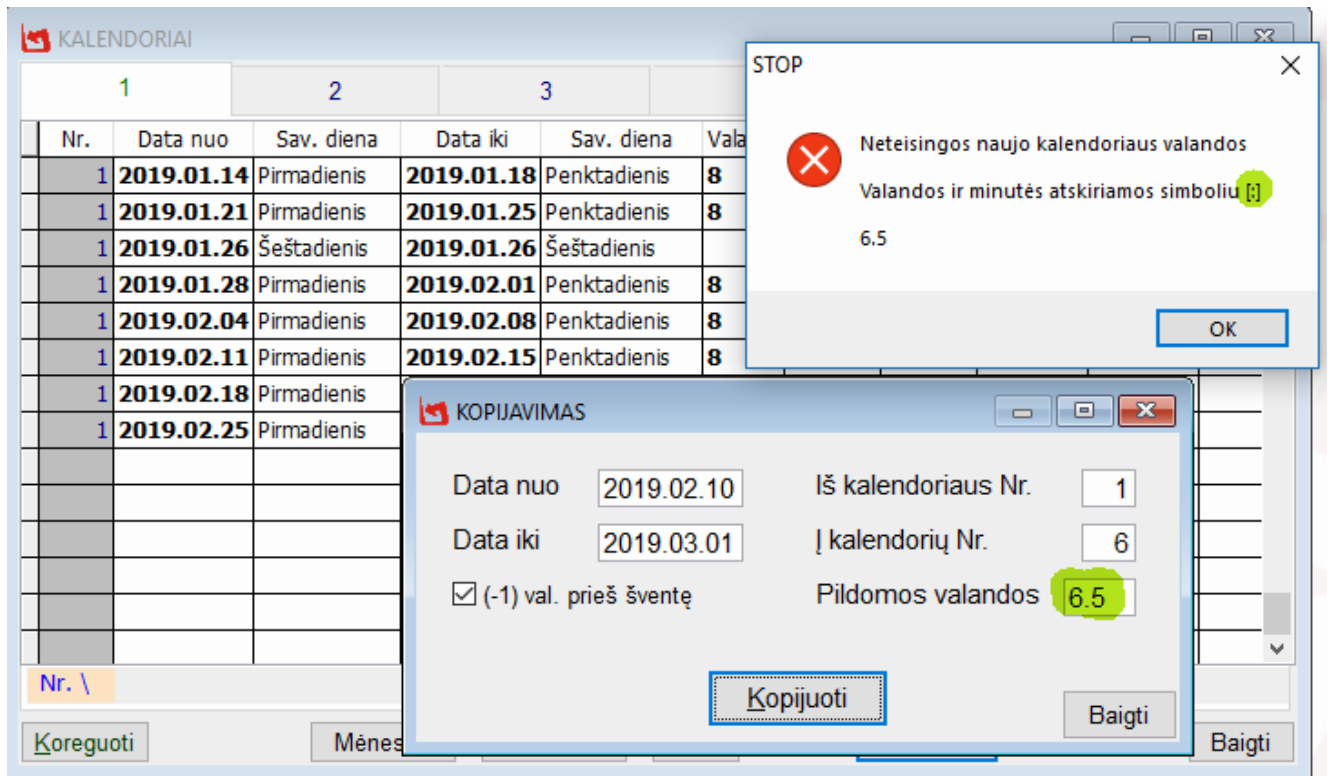 KALENDORIAI
1 2 3
Nr. Data nuo Sav. diena Data iki Sav. diena
1 2019.01.14 Pirmadienis 2019.01.18 Penktadienis 8
1 2019.01.21 Pirmadienis 2019.01.25 Penktadienis 8
1 2019.01.26 Šeštadienis 2019.01.26 Šeštadienis
1 2019.01.28 Pirmadienis 2019.02.01 Penktadienis 8
1 2019.02.04 Pirmadienis 2019.02.08 Penktadienis 8
1 2019.02.11 Pirmadienis 2019.02.15 Penktadienis 8
1 2019.02.18 Pirmadienis
1 2019.02.25 Pirmadienis
Nr. \
Koreguoti
Baigti
STOP
Neteisingos naujo kalendoriaus valandos
Valandos ir minutės atskiriamos simboliu [:]
6.5
OK
KOPIJAVIMAS
Data nuo 2019.02.10 Iš kalendoriaus Nr. 1
Data iki 2019.03.01 Į kalendorių Nr. 6
(-1) val. prieš šventę Pildomos valandos 6.5
Kopijuoti
Baigti